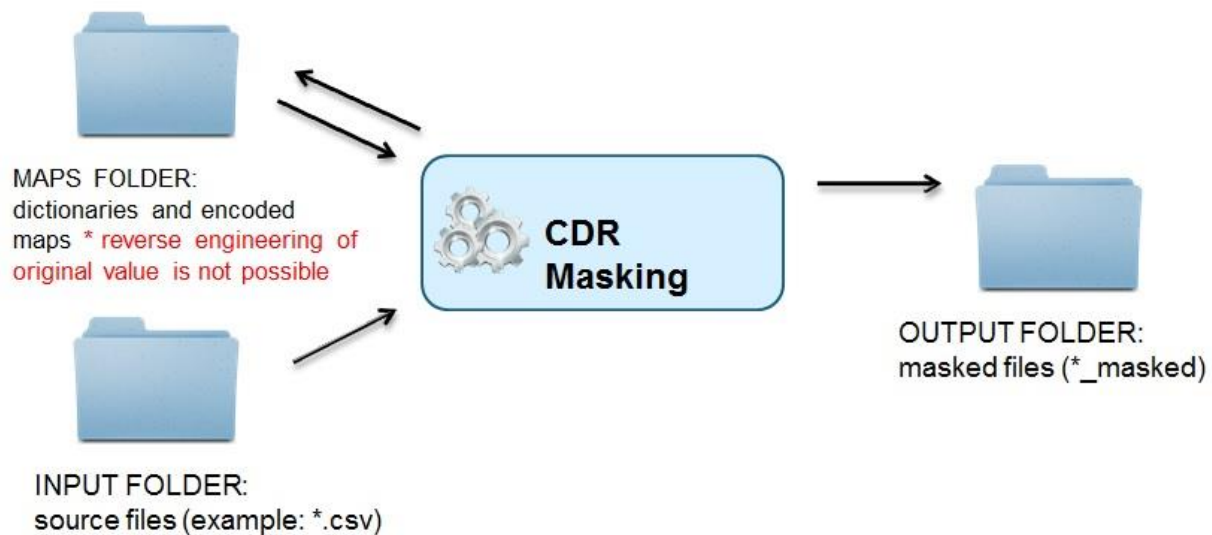 MAPS FOLDER:
dictionaries and encoded
maps * reverse engineering of
original value is not possible
CDR
Masking
INPUT FOLDER:
source files (example: *.csv)
OUTPUT FOLDER:
masked files (*_masked)